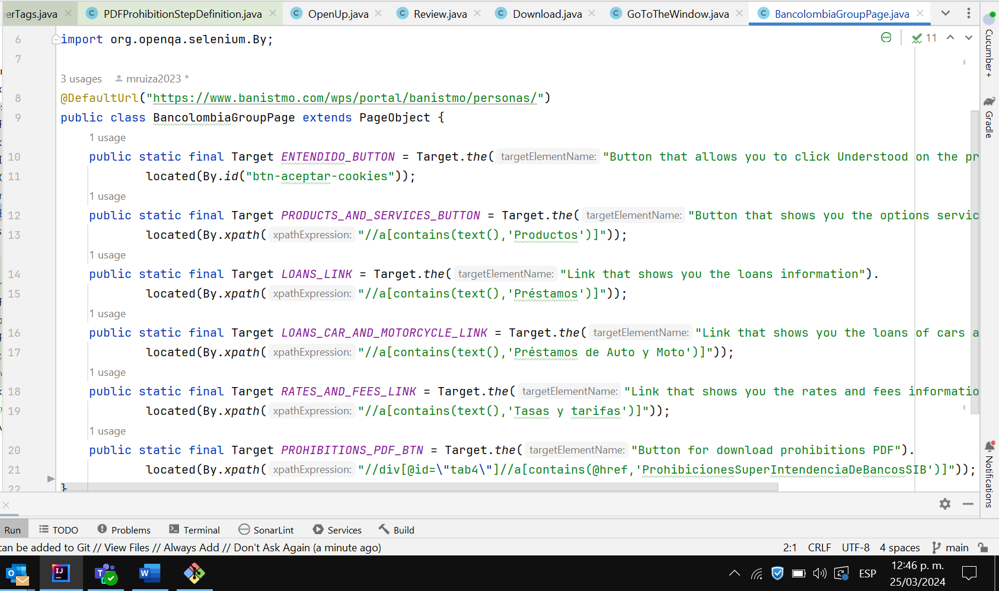 erTags.java PDFProhibitionStepDefinition.java OpenUp.java Review.java Download.java GoToTheWindow.java BancolombiaGroupPage.java
6 import org.openqa.selenium.By; 11
7
3 usages mruiza2023 *
8 @DefaultUrl("https://www.banistmo.com/wps/portal/banistmo/personas/")
9 public class BancolombiaGroupPage extends PageObject {
1 usage
10 public static final Target ENTENDIDO_BUTTON = Target.the( targetElementName: "Button that allows you to click Understood on the pr
11 located(By.id("btn-aceptar-cookies"));
1 usage
12 public static final Target PRODUCTS_AND_SERVICES_BUTTON = Target.the( targetElementName: "Button that shows you the options servic
13 located(By.xpath( xpathExpression: "//a[contains(text(),'Productos')]"));
1 usage
14 public static final Target LOANS_LINK = Target.the( targetElementName: "Link that shows you the loans information").
15 located(By.xpath( xpathExpression: "//a[contains(text(),'Préstamos')]"));
1 usage
16 public static final Target LOANS_CAR_AND_MOTORCYCLE_LINK = Target.the( targetElementName: "Link that shows you the loans of cars a
17 located(By.xpath( xpathExpression: "//a[contains(text(),'Préstamos de Auto y Moto')]"));
1 usage
18 public static final Target RATES_AND_FEES_LINK = Target.the( targetElementName: "Link that shows you the rates and fees informatio
19 located(By.xpath( xpathExpression: "//a[contains(text(),'Tasas y tarifas')]"));
1 usage
20 public static final Target PROHIBITIONS_PDF_BTN = Target.the( targetElementName: "Button for download prohibitions PDF").
21 located(By.xpath( xpathExpression: "//div[@id=\"tab4\"]//a[contains(@href,'ProhibicionesSuperIntendenciaDeBancosSIB')]"));
22 }
Cucumber+
Gradle
Notifications
Run TODO Problems Terminal SonarLint Services Build
can be added to Git // View Files // Always Add // Don't Ask Again (a minute ago) 2:1 CRLF UTF-8 4 spaces main
ESP 12:46 p. m.
25/03/2024